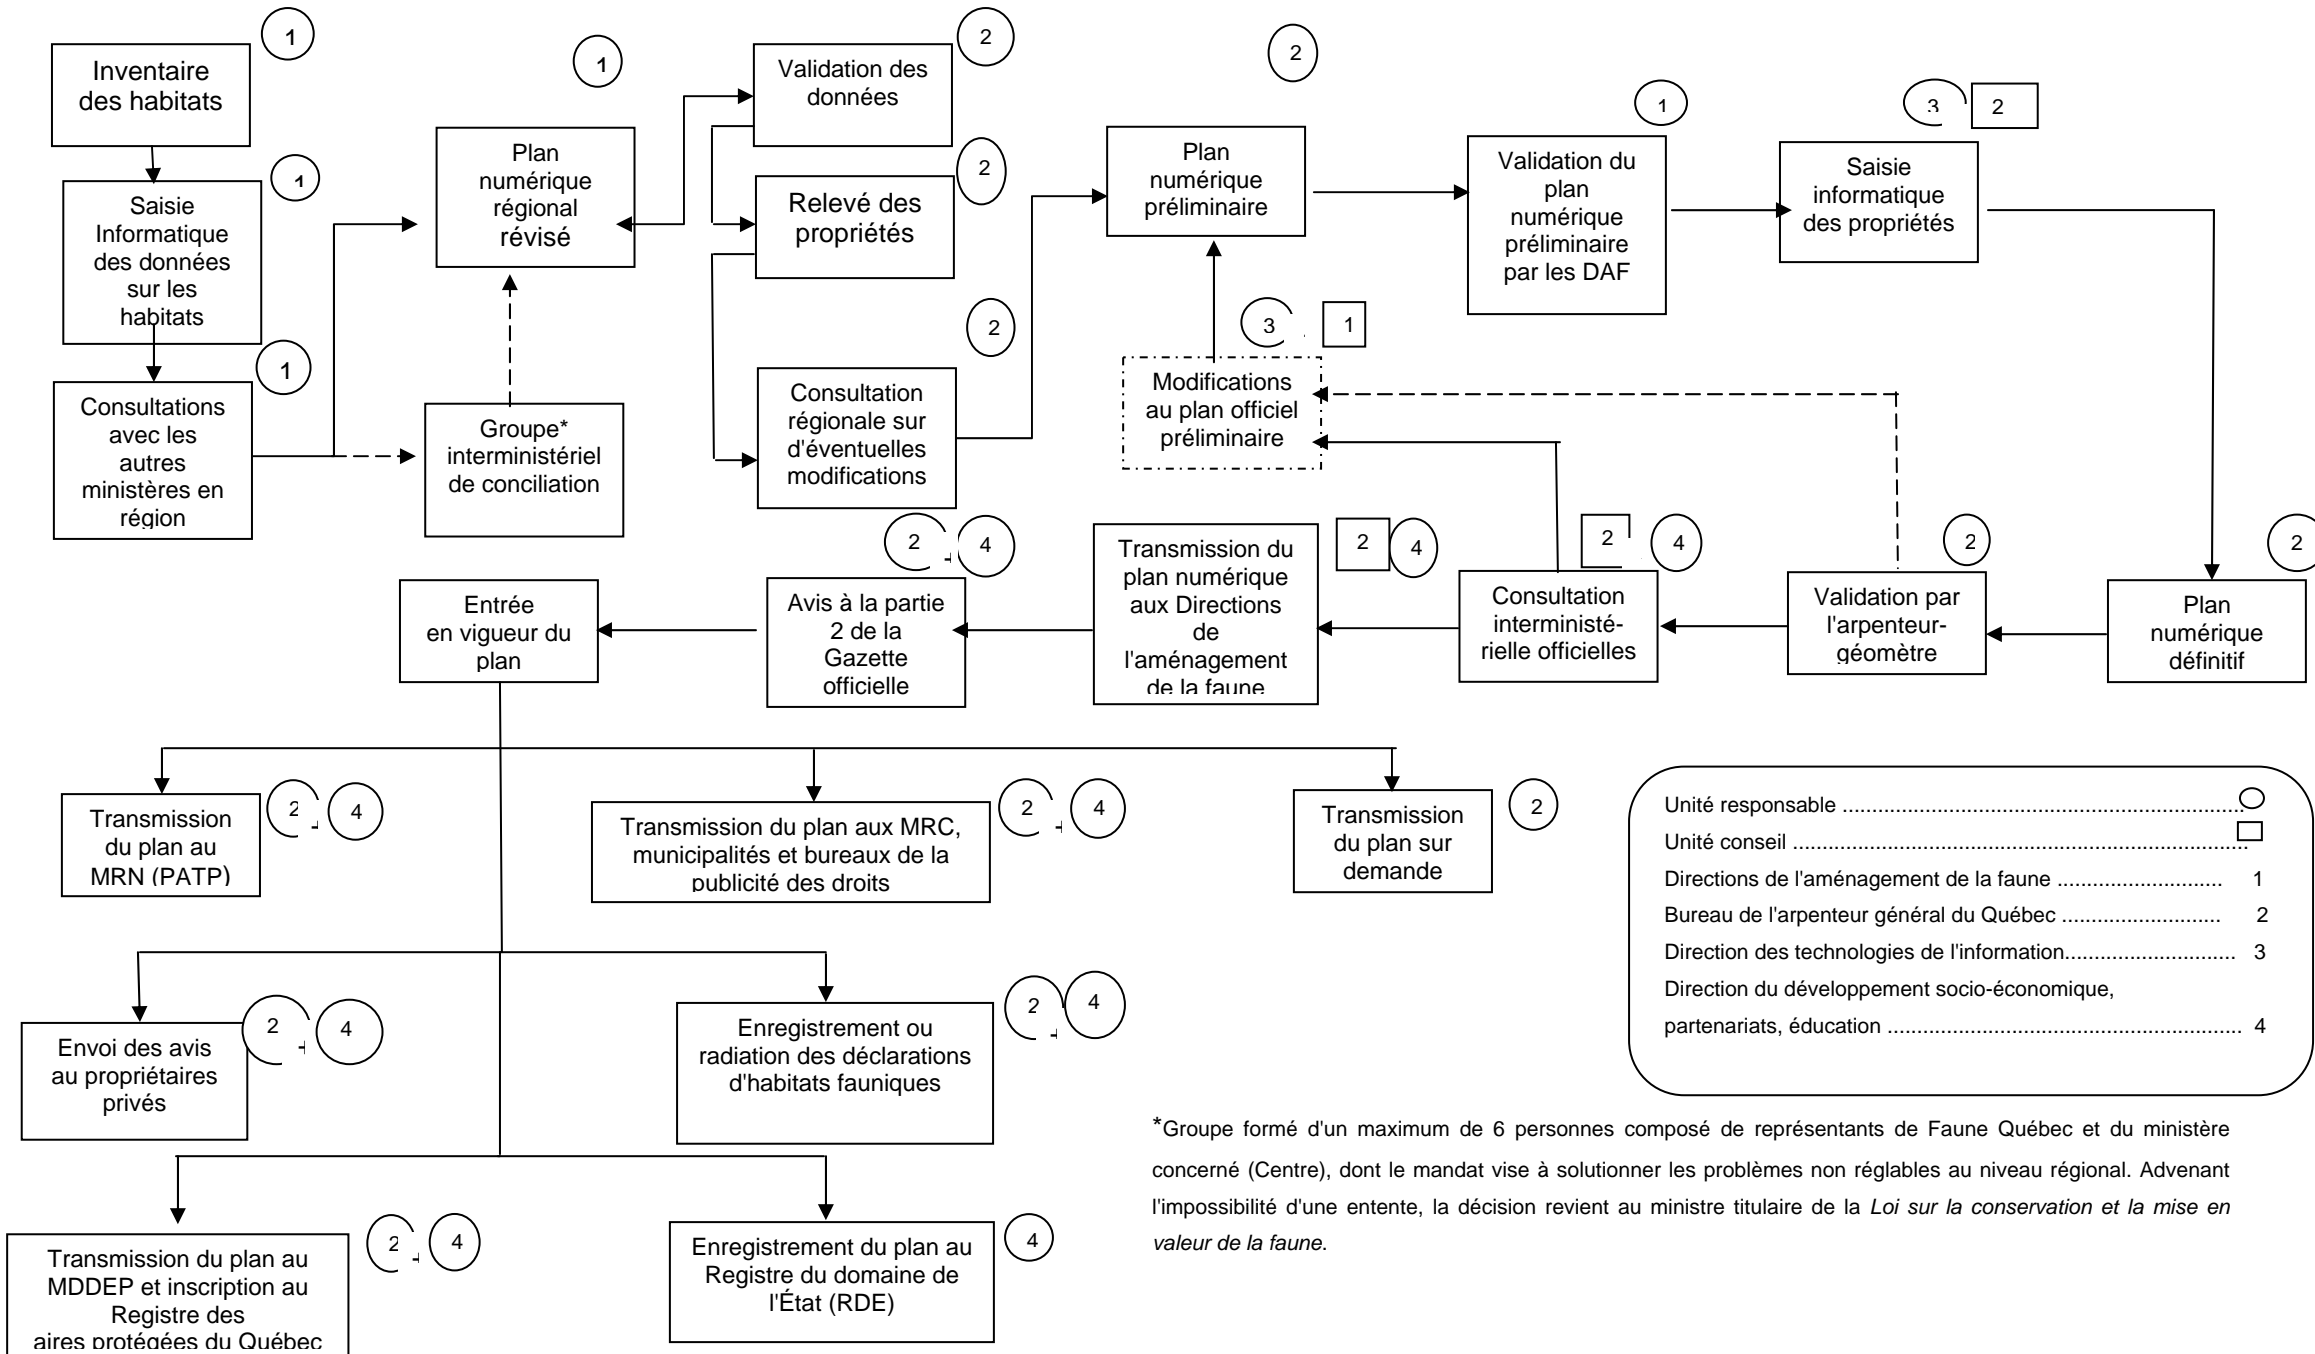 1
Inventaire
des habitats
1
Saisie
Informatique
des données
sur les
habitats
1
Consultations
avec les
autres
ministères en
région
1
Plan
numérique
régional
révisé
Groupe*
interministériel
de conciliation
2
Validation des
données
2
Relevé des
propriétés
2
Consultation
régionale sur
d'éventuelles
modifications
2
Plan
numérique
préliminaire
3 1
Modifications
au plan officiel
préliminaire
1
Validation du
plan
numérique
préliminaire
par les DAF
3 2
Saisie
informatique
des propriétés
2
Plan
numérique
définitif
2
Validation par
l'arpenteur-
géomètre
2 4
Consultation
interministé-
rielle officielles
2 4
Transmission du
plan numérique
aux Directions
de
l'aménagement
de la faune
2 4
Avis à la partie
2 de la
Gazette
officielle
Entrée
en vigueur du
plan
2 4
Transmission
du plan au
MRN (PATP)
2 4
Transmission du plan aux MRC,
municipalités et bureaux de la
publicité des droits
2
Transmission
du plan sur
demande
2 4
Envoi des avis
au propriétaires
privés
2 4
Enregistrement ou
radiation des déclarations
d'habitats fauniques
2 4
Transmission du plan au
MDDEP et inscription au
Registre des
aires protégées du Québec
4
Enregistrement du plan au
Registre du domaine de
l'État (RDE)
Unité responsable ....................................................................
Unité conseil .............................................................................
Directions de l'aménagement de la faune ............................ 1
Bureau de l'arpenteur général du Québec ........................... 2
Direction des technologies de l'information............................. 3
Direction du développement socio-économique,
partenariats, éducation ............................................................ 4
*Groupe formé d'un maximum de 6 personnes composé de représentants de Faune Québec et du ministère
concerné (Centre), dont le mandat vise à solutionner les problèmes non réglables au niveau régional. Advenant
l'impossibilité d'une entente, la décision revient au ministre titulaire de la Loi sur la conservation et la mise en
valeur de la faune.